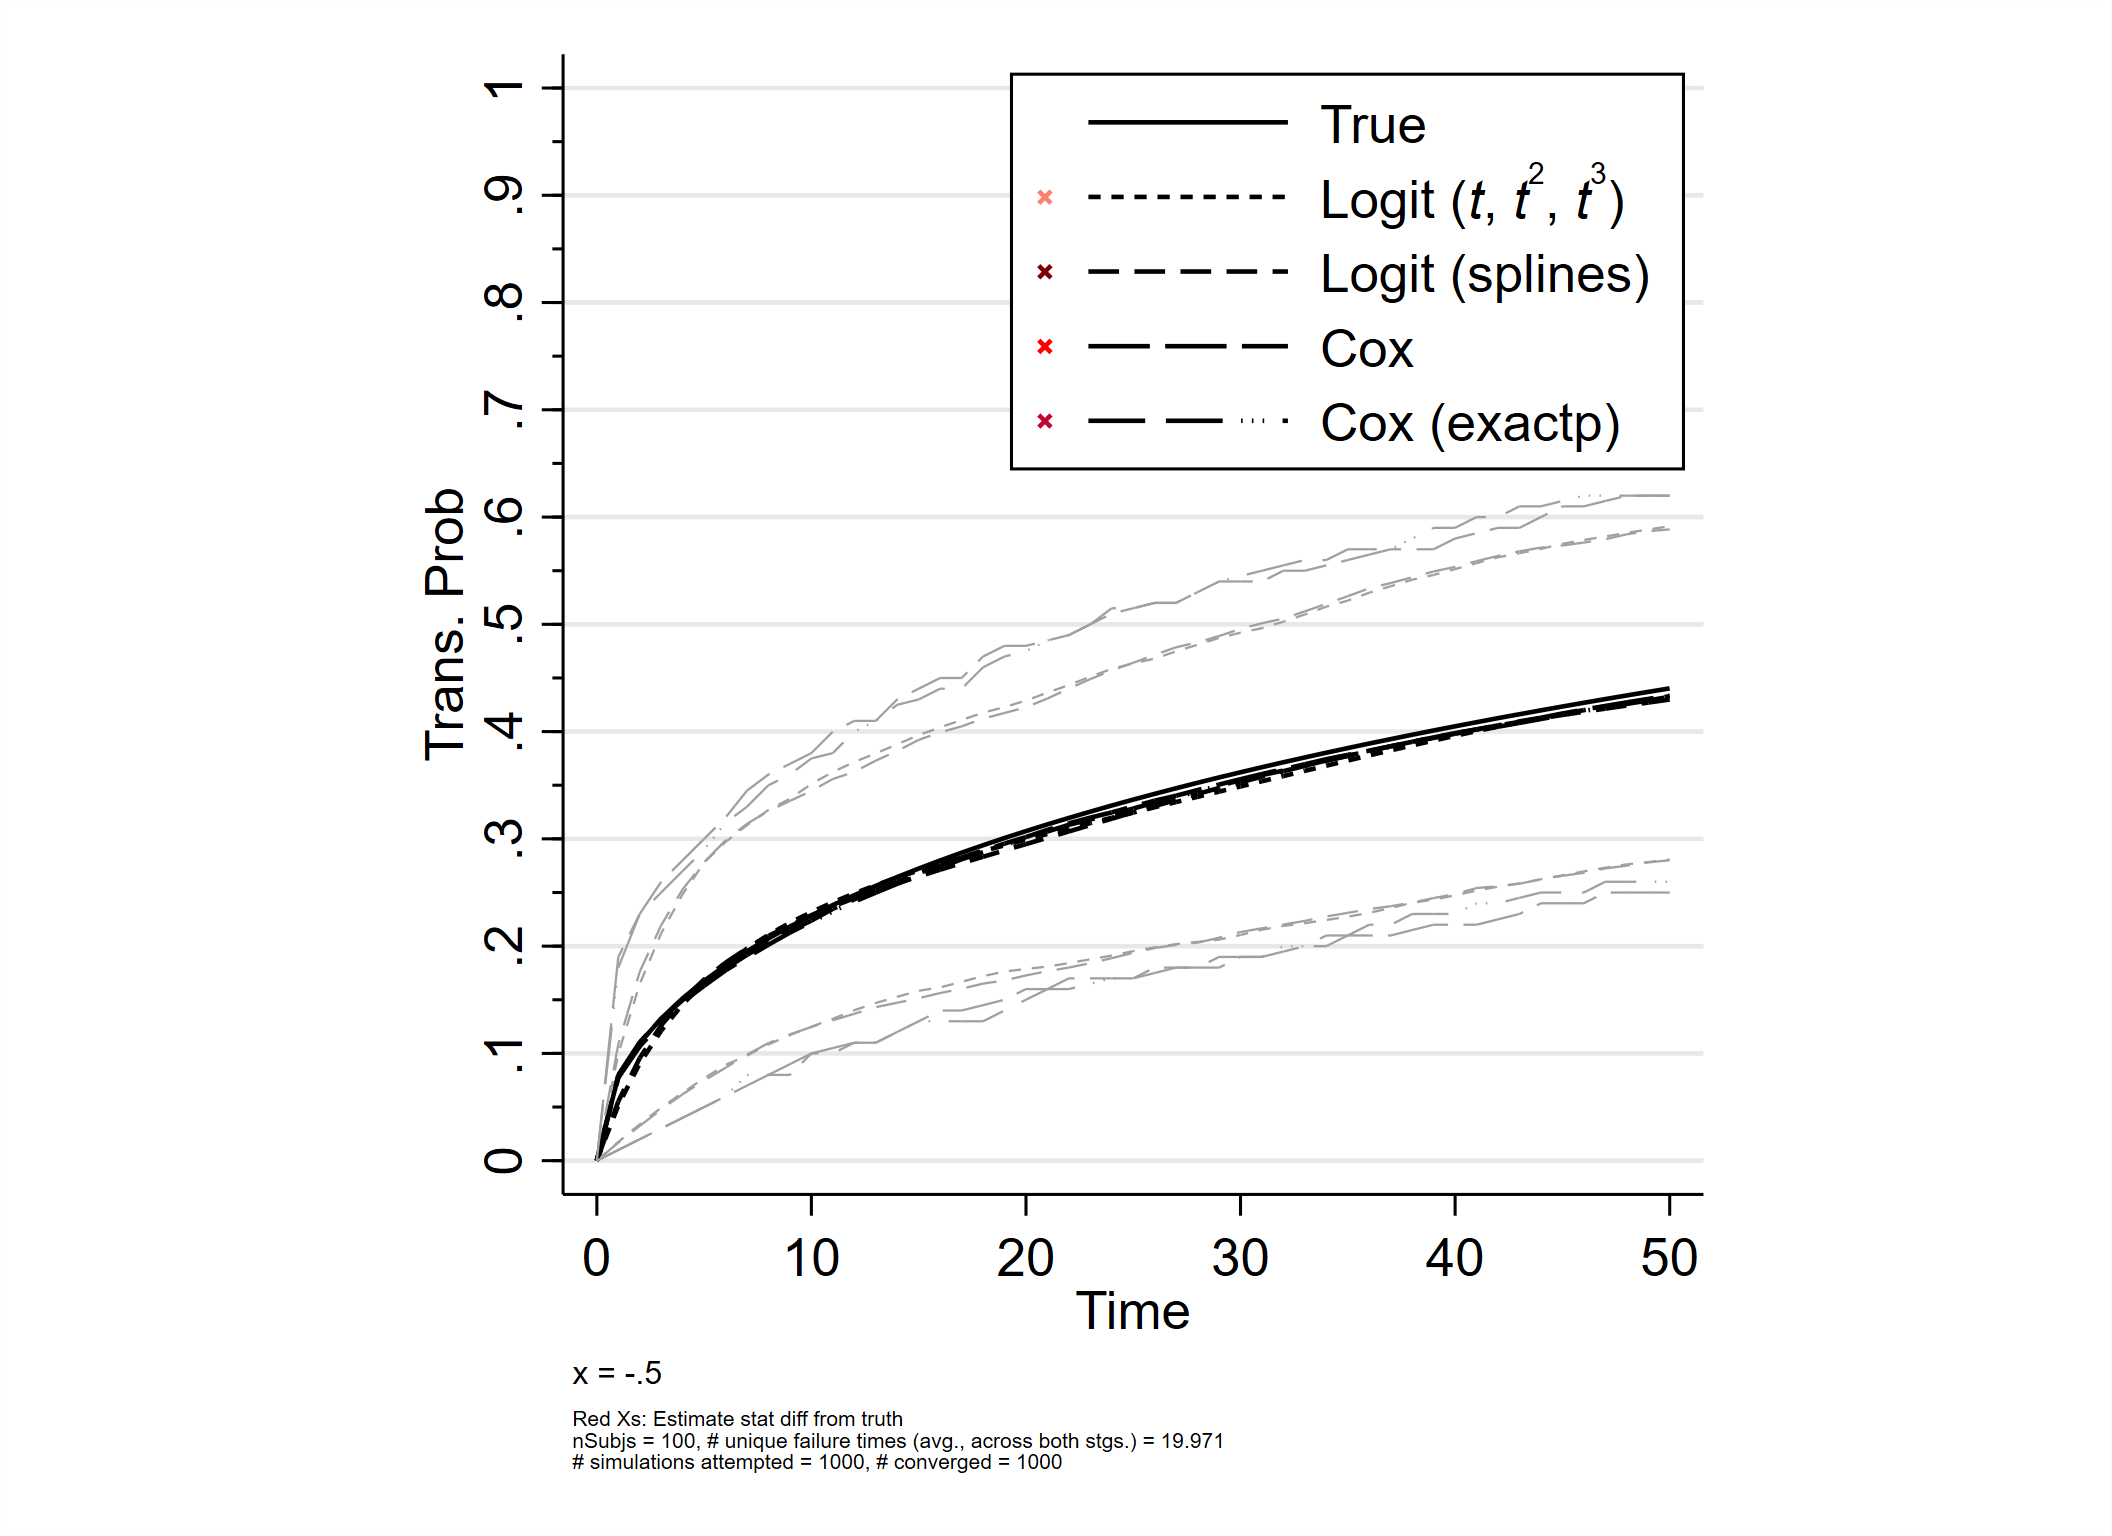 True
Logit (t, t², t³)
Logit (splines)
Cox
Cox (exactp)
Trans. Prob
1
.9
.8
.7
.6
.5
.4
.3
.2
.1
0
0 10 20 30 40 50
Time
x = -.5
Red Xs: Estimate stat diff from truth
nSubjs = 100, # unique failure times (avg., across both stgs.) = 19.971
# simulations attempted = 1000, # converged = 1000